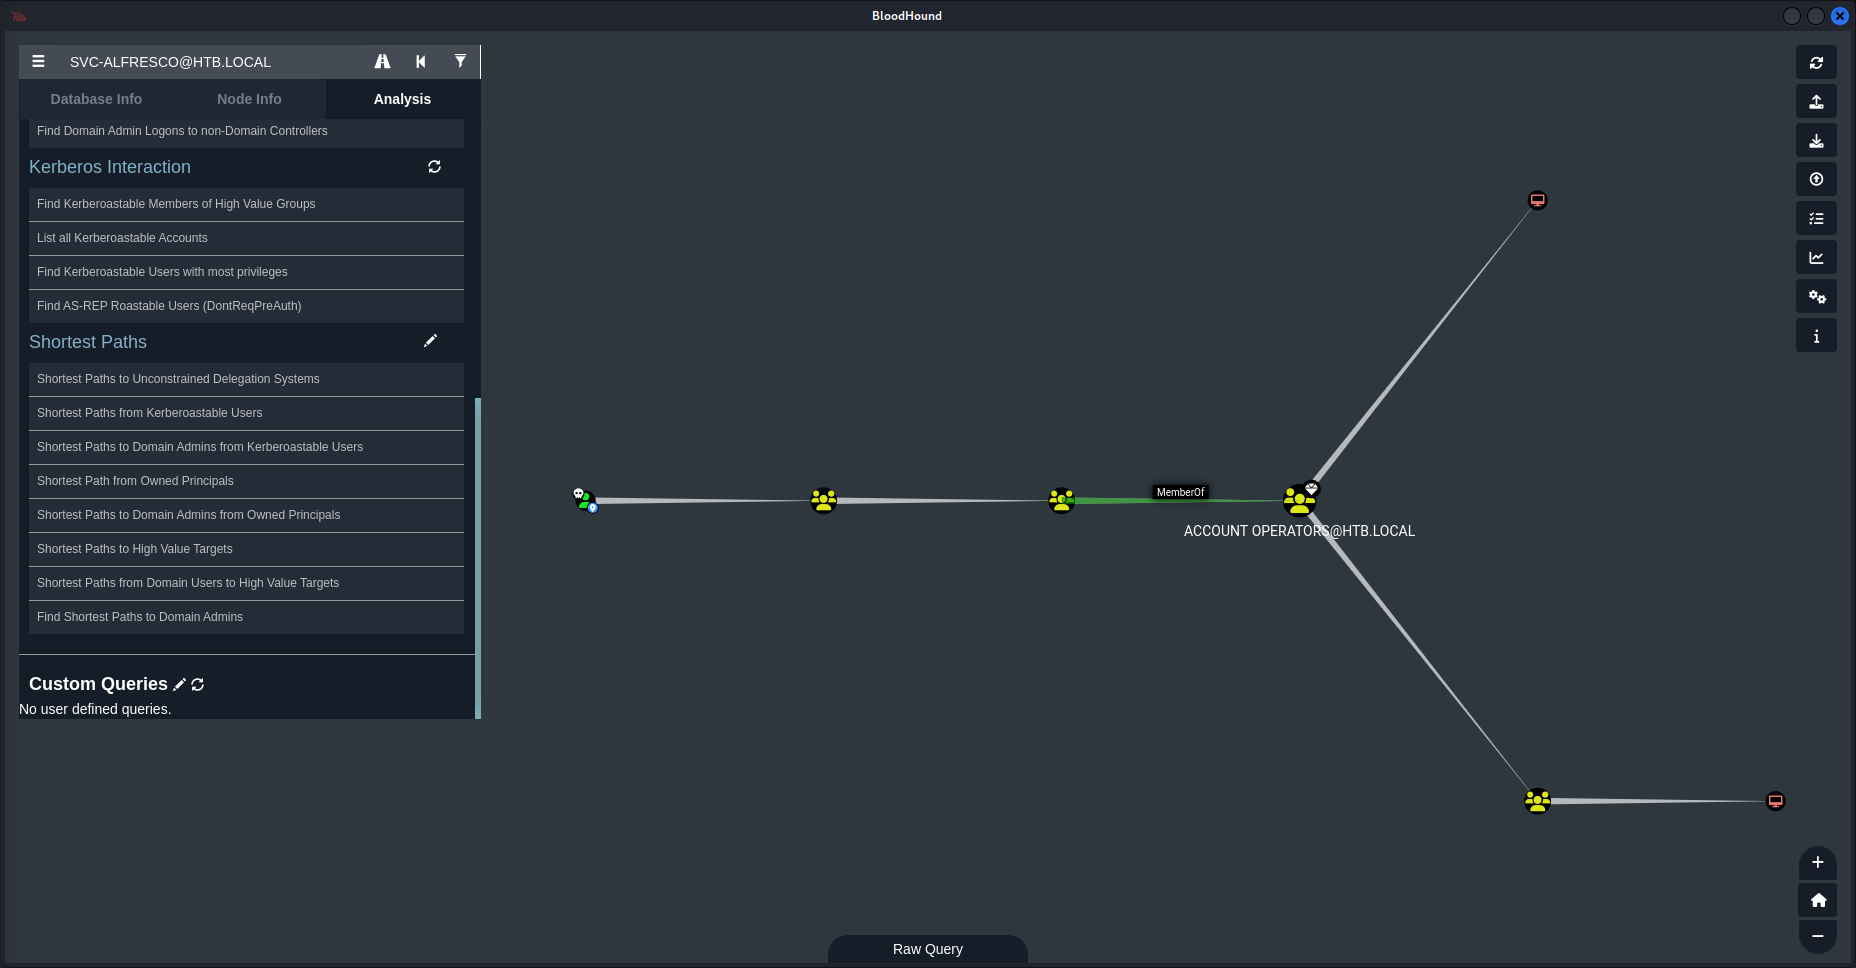 BloodHound
SVC-ALFRESCO@HTB.LOCAL
Database Info
Node Info
Analysis
Find Domain Admin Logons to non-Domain Controllers
Kerberos Interaction
Find Kerberoastable Members of High Value Groups
List all Kerberoastable Accounts
Find Kerberoastable Users with most privileges
Find AS-REP Roastable Users (DontReqPreAuth)
Shortest Paths
Shortest Paths to Unconstrained Delegation Systems
Shortest Paths from Kerberoastable Users
Shortest Paths to Domain Admins from Kerberoastable Users
Shortest Path from Owned Principals
Shortest Paths to Domain Admins from Owned Principals
Shortest Paths to High Value Targets
Shortest Paths from Domain Users to High Value Targets
Find Shortest Paths to Domain Admins
Custom Queries
No user defined queries.
MemberOf
ACCOUNT OPERATORS@HTB.LOCAL
Raw Query